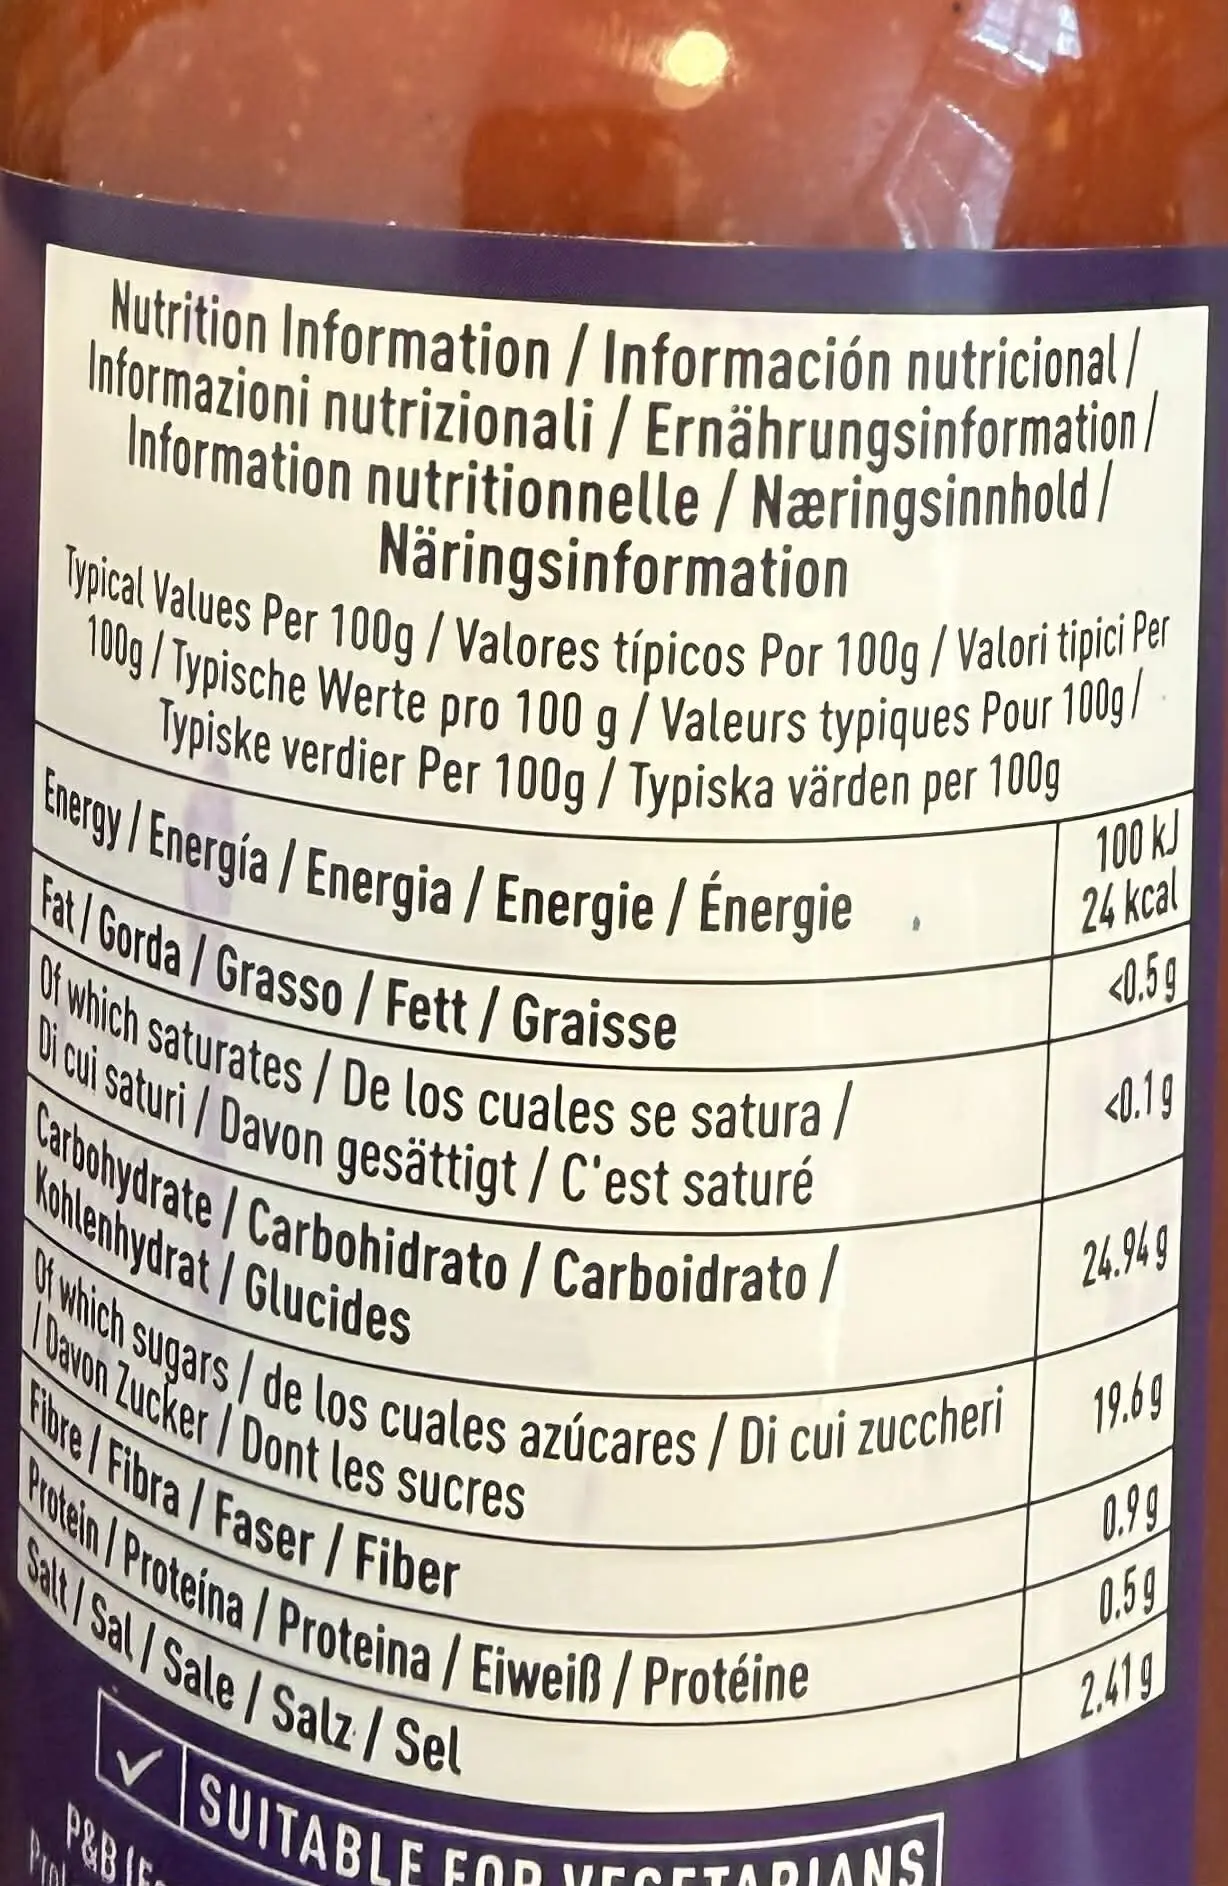 Nutrition Information / Información nutricional /
Informazioni nutrizionali / Ernährungsinformation /
Information nutritionnelle / Næringsinnhold /
Näringsinformation
Typical Values Per 100g / Valores típicos Por 100g / Valori tipici Per
100g / Typische Werte pro 100 g / Valeurs typiques Pour 100g /
Typiske verdier Per 100g / Typiska värden per 100g
Energy / Energía / Energia / Energie / Énergie 100 kJ
24 kcal
Fat / Gorda / Grasso / Fett / Graisse <0.5 g
Of which saturates / De los cuales se satura /
Di cui saturi / Davon gesättigt / C'est saturé <0.1 g
Carbohydrate / Carbohidrato / Carboidrato /
Kohlenhydrat / Glucides 24.94 g
Of which sugars / de los cuales azúcares / Di cui zuccheri
/ Davon Zucker / Dont les sucres 19.6 g
Fibre / Fibra / Faser / Fiber 0.9 g
Protein / Proteína / Proteina / Eiweiß / Protéine 0.5 g
Salt / Sal / Sale / Salz / Sel 2.41 g
SUITABLE FOR VEGETARIANS
P&B